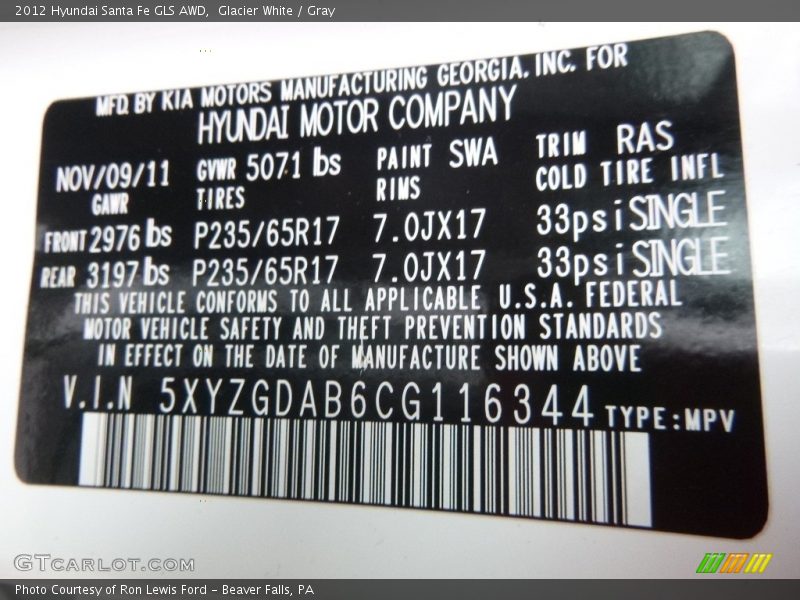 2012 Hyundai Santa Fe GLS AWD,  Glacier White / Gray
MFD. BY KIA MOTORS MANUFACTURING GEORGIA, INC. FOR
HYUNDAI MOTOR COMPANY
NOV/09/11 GVWR 5071 lbs PAINT SWA TRIM RAS
GAWR TIRES RIMS COLD TIRE INFL
FRONT 2976 lbs P235/65R17 7.0JX17 33psi SINGLE
REAR 3197 lbs P235/65R17 7.0JX17 33psi SINGLE
THIS VEHICLE CONFORMS TO ALL APPLICABLE U.S.A. FEDERAL
MOTOR VEHICLE SAFETY AND THEFT PREVENTION STANDARDS
IN EFFECT ON THE DATE OF MANUFACTURE SHOWN ABOVE
V.I.N 5XYZGDAB6CG116344 TYPE:MPV
GTCARLOT.COM
Photo Courtesy of Ron Lewis Ford - Beaver Falls, PA